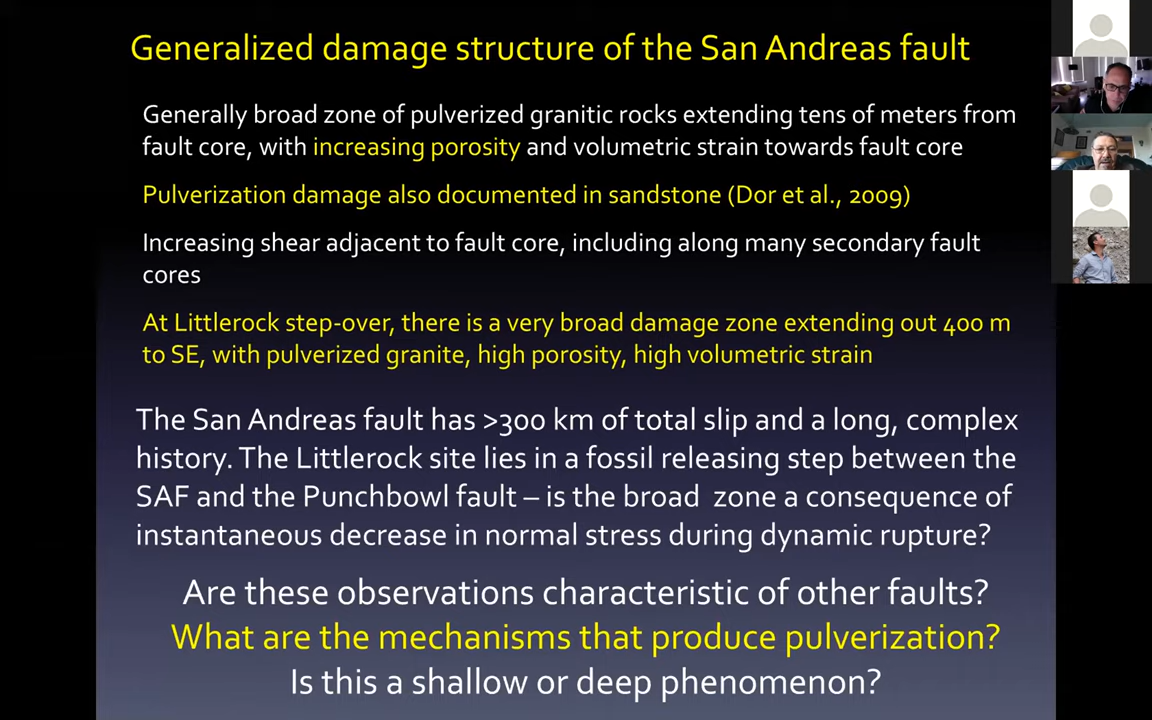 Generalized damage structure of the San Andreas fault
Generally broad zone of pulverized granitic rocks extending tens of meters from
fault core, with increasing porosity and volumetric strain towards fault core
Pulverization damage also documented in sandstone (Dor et al., 2009)
Increasing shear adjacent to fault core, including along many secondary fault
cores
At Littlerock step-over, there is a very broad damage zone extending out 400 m
to SE, with pulverized granite, high porosity, high volumetric strain
The San Andreas fault has >300 km of total slip and a long, complex
history. The Littlerock site lies in a fossil releasing step between the
SAF and the Punchbowl fault – is the broad zone a consequence of
instantaneous decrease in normal stress during dynamic rupture?
Are these observations characteristic of other faults?
What are the mechanisms that produce pulverization?
Is this a shallow or deep phenomenon?